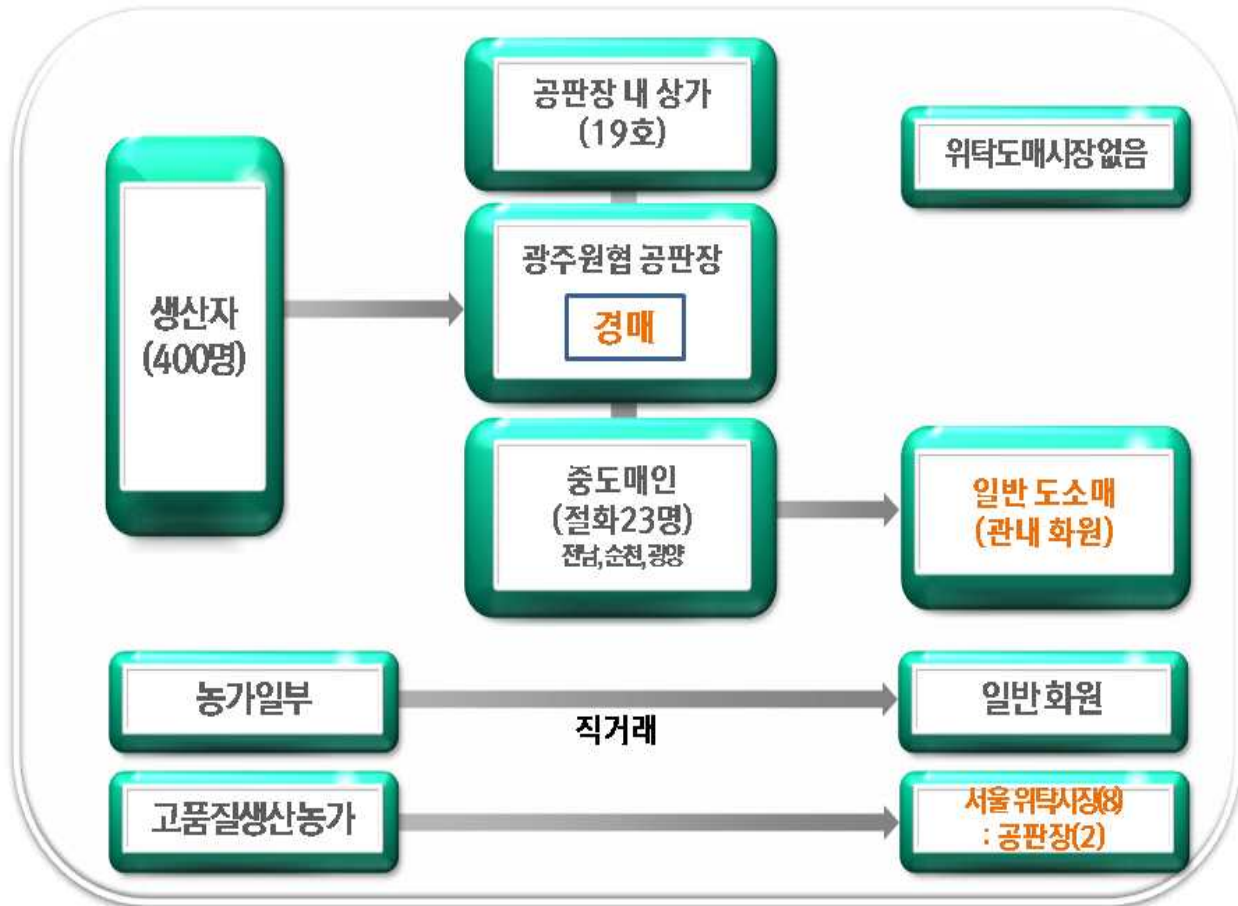 공판장 내 상가
(19호)
위탁도매시장없음
생산자
(400명)
광주원협 공판장
경매
중도매인
(절화23명)
전남,순천,광양
일반 도소매
(관내 화원)
농가일부
직거래
일반 화원
고품질생산농가
서울 위탁시장(8)
: 공판장(2)